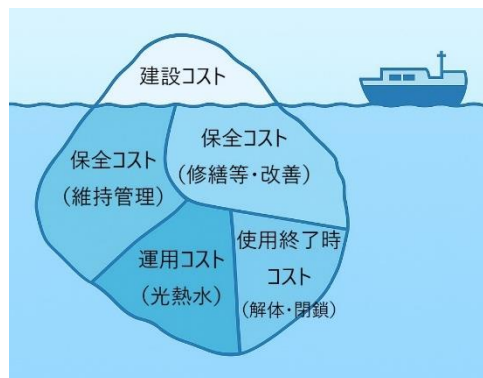 建設コスト
保全コスト
(維持管理)
保全コスト
(修繕等・改善)
運用コスト
(光熱水)
使用終了時
コスト
(解体・閉鎖)